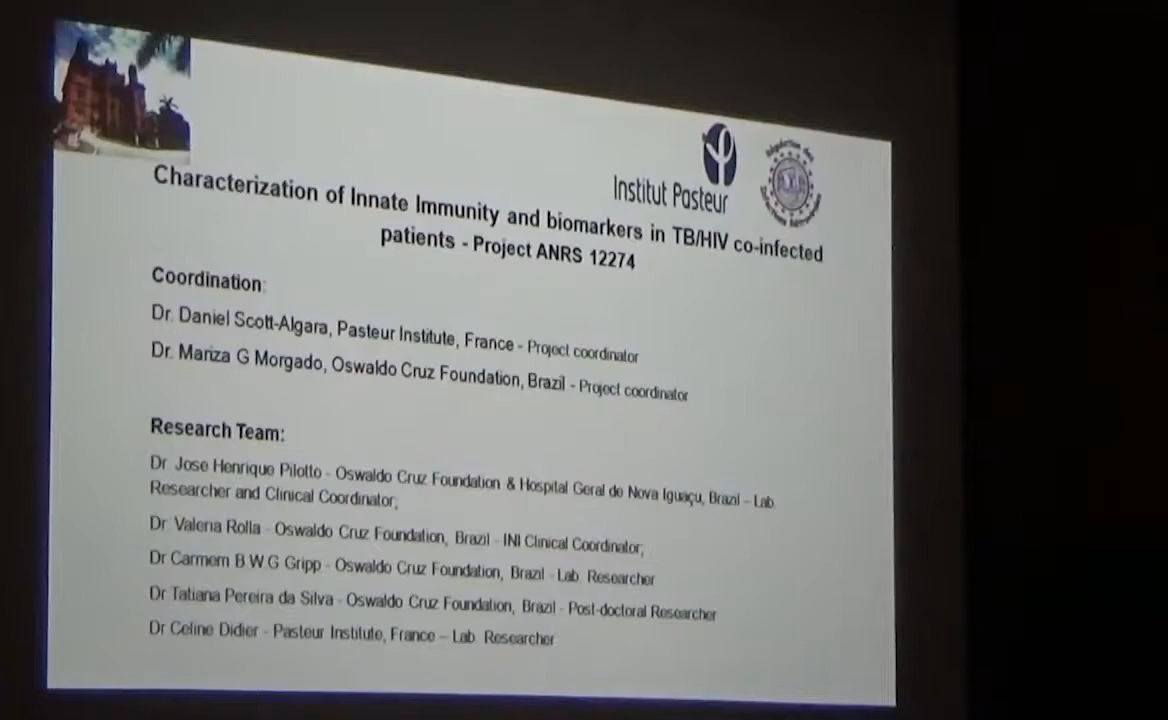 Institut Pasteur
Characterization of Innate Immunity and biomarkers in TB/HIV co-infected
patients - Project ANRS 12274
Coordination:
Dr. Daniel Scott-Algara, Pasteur Institute, France - Project coordinator
Dr. Mariza G Morgado, Oswaldo Cruz Foundation, Brazil - Project coordinator
Research Team:
Dr. Jose Henrique Pilotto - Oswaldo Cruz Foundation & Hospital Geral de Nova Iguaçu, Brazil – Lab
Researcher and Clinical Coordinator;
Dr. Valeria Rolla - Oswaldo Cruz Foundation, Brazil - INI Clinical Coordinator;
Dr Carmem B W G Gripp - Oswaldo Cruz Foundation, Brazil - Lab Researcher
Dr Tatiana Pereira da Silva - Oswaldo Cruz Foundation, Brazil - Post-doctoral Researcher
Dr Celine Didier - Pasteur Institute, France – Lab Researcher